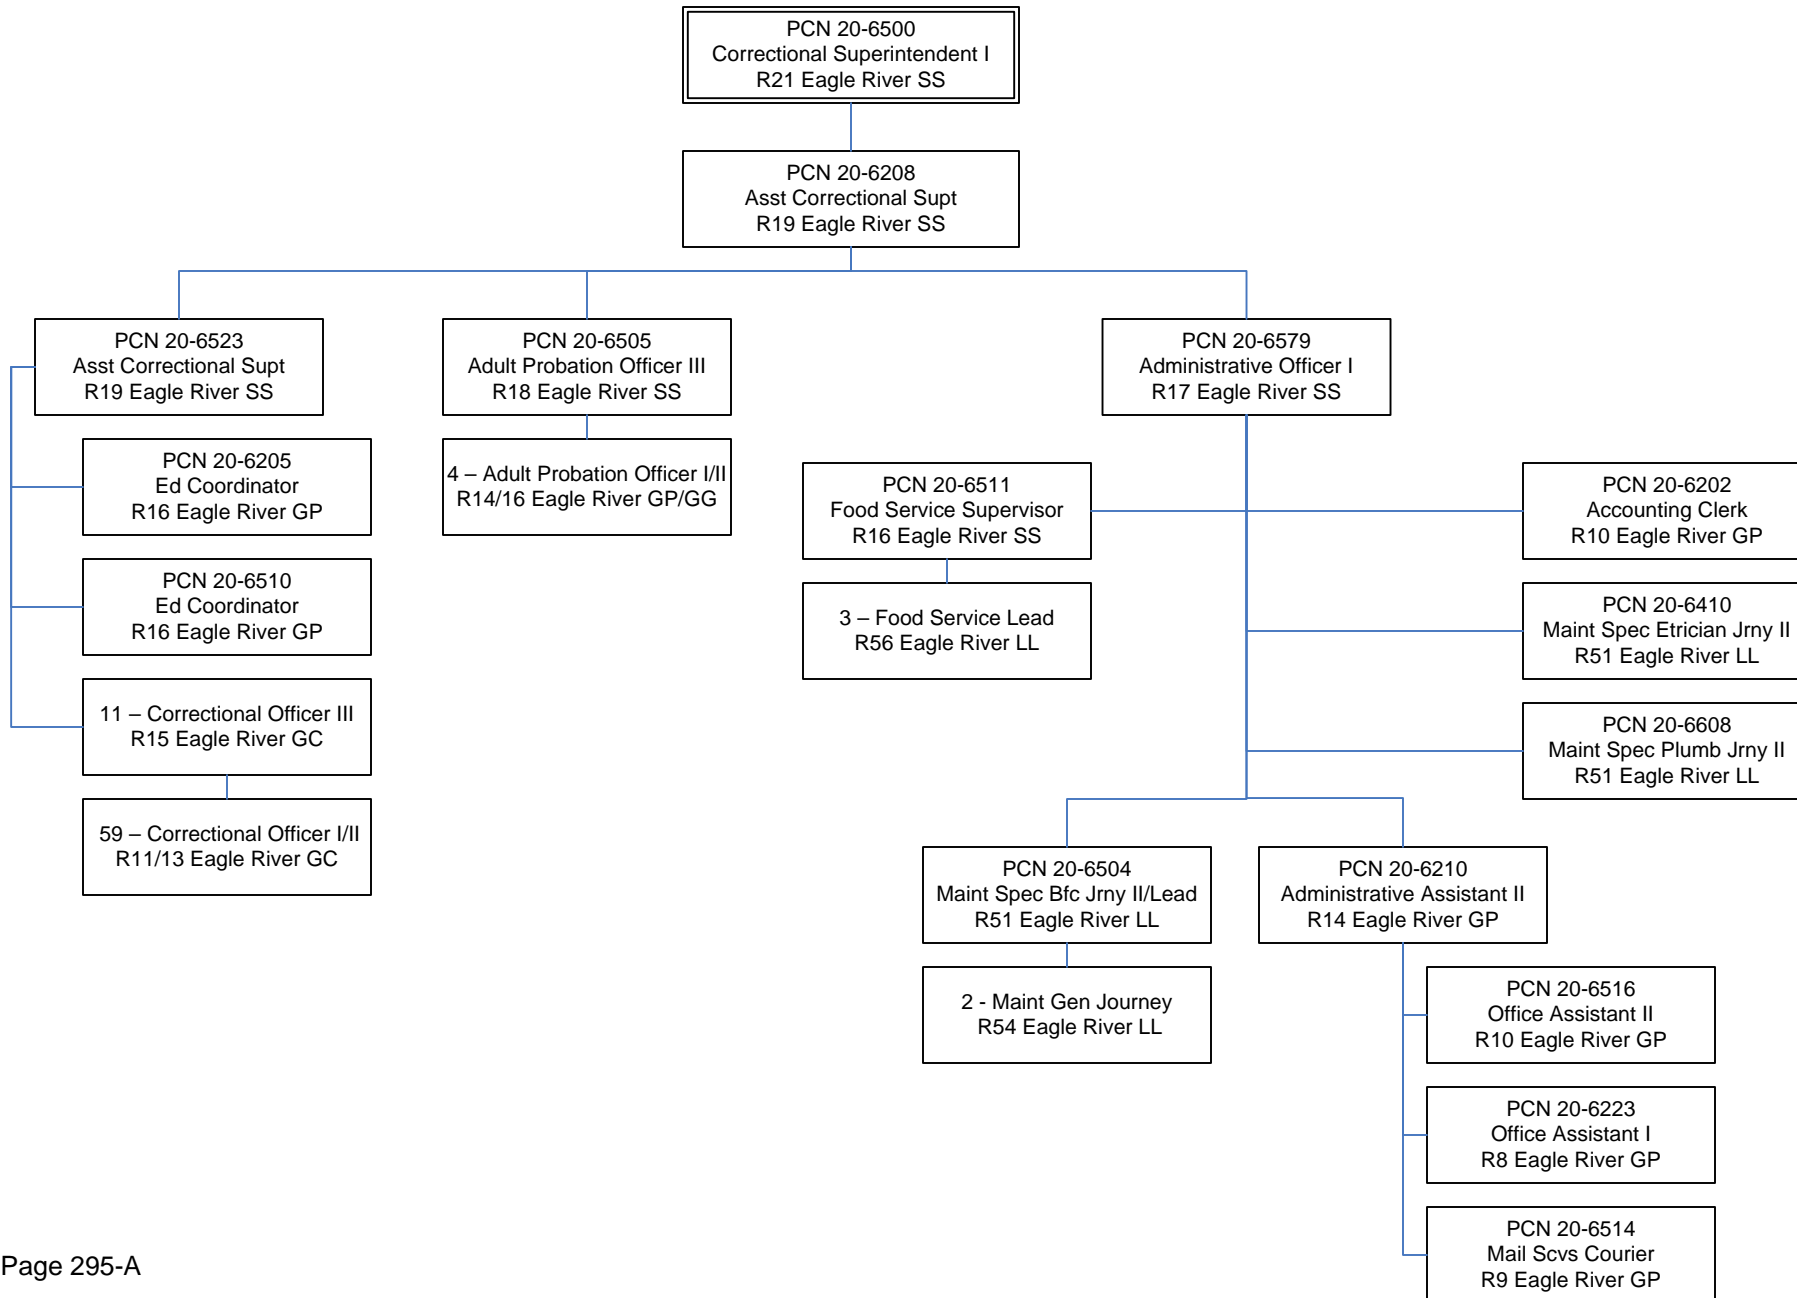 PCN 20-6500
Correctional Superintendent I
R21 Eagle River SS
PCN 20-6208
Asst Correctional Supt
R19 Eagle River SS
PCN 20-6523
Asst Correctional Supt
R19 Eagle River SS
PCN 20-6205
Ed Coordinator
R16 Eagle River GP
PCN 20-6510
Ed Coordinator
R16 Eagle River GP
11 – Correctional Officer III
R15 Eagle River GC
59 – Correctional Officer I/II
R11/13 Eagle River GC
PCN 20-6505
Adult Probation Officer III
R18 Eagle River SS
4 – Adult Probation Officer I/II
R14/16 Eagle River GP/GG
PCN 20-6579
Administrative Officer I
R17 Eagle River SS
PCN 20-6511
Food Service Supervisor
R16 Eagle River SS
3 – Food Service Lead
R56 Eagle River LL
PCN 20-6202
Accounting Clerk
R10 Eagle River GP
PCN 20-6410
Maint Spec Etrician Jrny II
R51 Eagle River LL
PCN 20-6608
Maint Spec Plumb Jrny II
R51 Eagle River LL
PCN 20-6504
Maint Spec Bfc Jrny II/Lead
R51 Eagle River LL
2 - Maint Gen Journey
R54 Eagle River LL
PCN 20-6210
Administrative Assistant II
R14 Eagle River GP
PCN 20-6516
Office Assistant II
R10 Eagle River GP
PCN 20-6223
Office Assistant I
R8 Eagle River GP
PCN 20-6514
Mail Scvs Courier
R9 Eagle River GP
Page 295-A